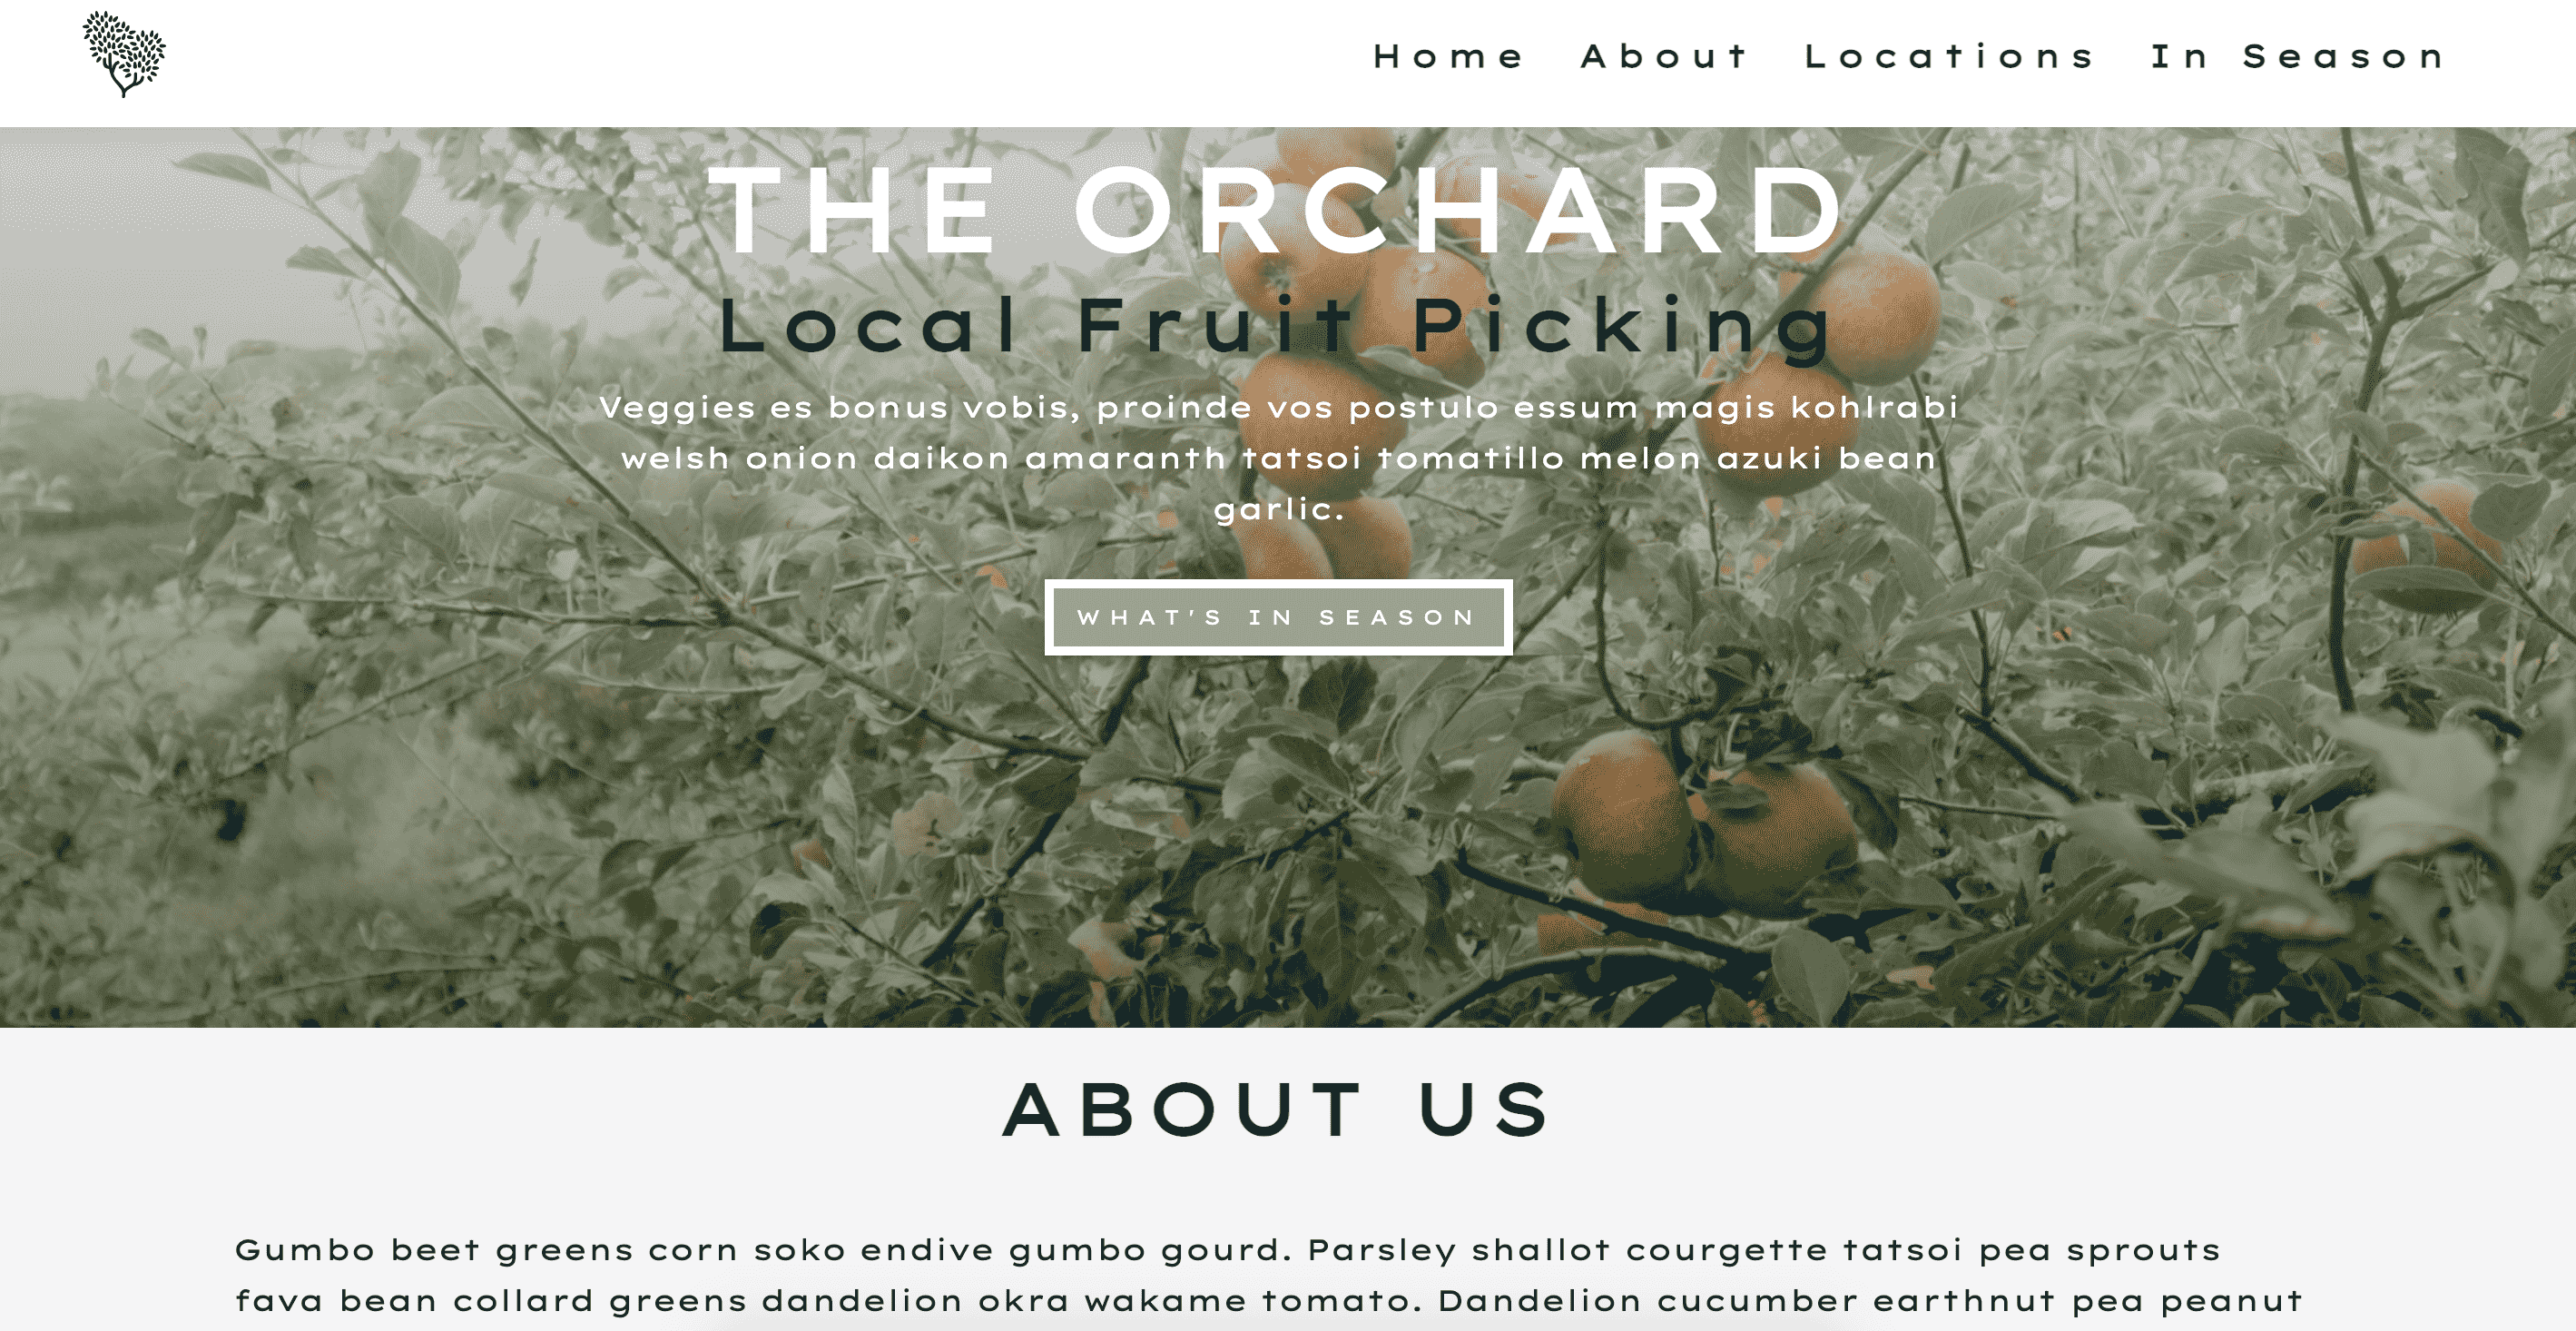 Home About Locations In Season
THE ORCHARD
Local Fruit Picking
Veggies es bonus vobis, proinde vos postulo essum magis kohlrabi
welsh onion daikon amaranth tatsoi tomatillo melon azuki bean
garlic.
WHAT'S IN SEASON
ABOUT US
Gumbo beet greens corn soko endive gumbo gourd. Parsley shallot courgette tatsoi pea sprouts
fava bean collard greens dandelion okra wakame tomato. Dandelion cucumber earthnut pea peanut